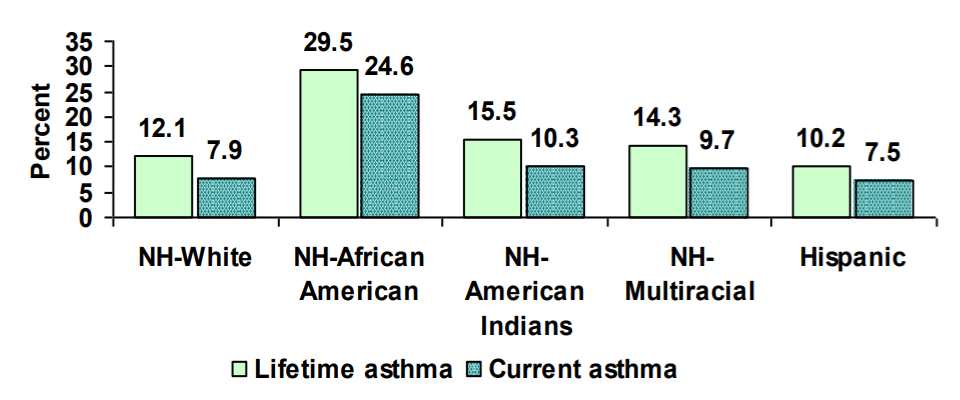 Percent
35
30
25
20
15
10
5
0
12.1
7.9
29.5
24.6
15.5
10.3
14.3
9.7
10.2
7.5
NH-White
NH-African
American
NH-
American
Indians
NH-
Multiracial
Hispanic
Lifetime asthma
Current asthma